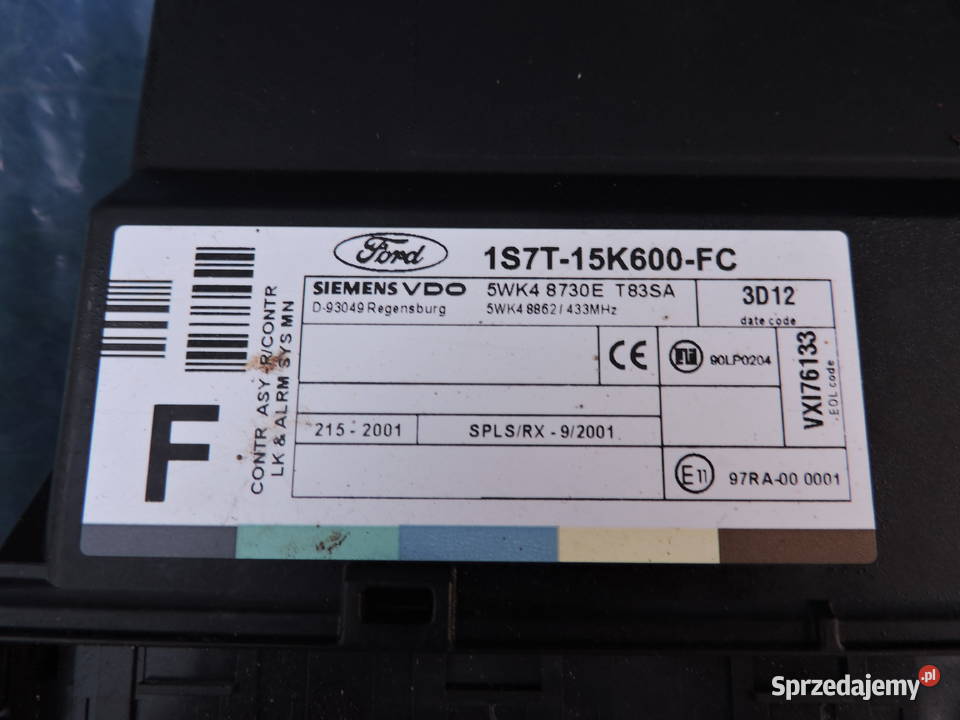 Ford 1S7T-15K600-FC
SIEMENS VDO 5WK4 8730E T83SA 3D12
D-93049 Regensburg 5WK4 8862 / 433MHz date code
CE 90LP0204
VXI76133
EOL code
215 - 2001 SPLS/RX - 9/2001
E11 97RA-00 0001
F
CONTR ASY R/CONTR
LK & ALRM SYS MN
Sprzedajemy.pl